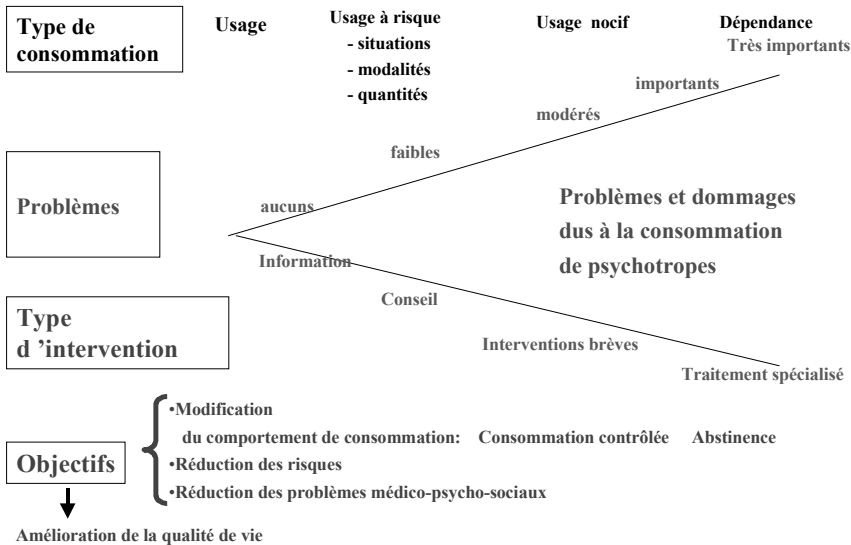 Type de
consommation
Usage
Usage à risque
- situations
- modalités
- quantités
Usage nocif
Dépendance
Très importants
importants
modérés
faibles
aucuns
Problèmes
Problèmes et dommages
dus à la consommation
de psychotropes
Information
Conseil
Interventions brèves
Traitement spécialisé
Type
d ’intervention
Objectifs
•Modification
du comportement de consommation: Consommation contrôlée Abstinence
•Réduction des risques
•Réduction des problèmes médico-psycho-sociaux
Amélioration de la qualité de vie